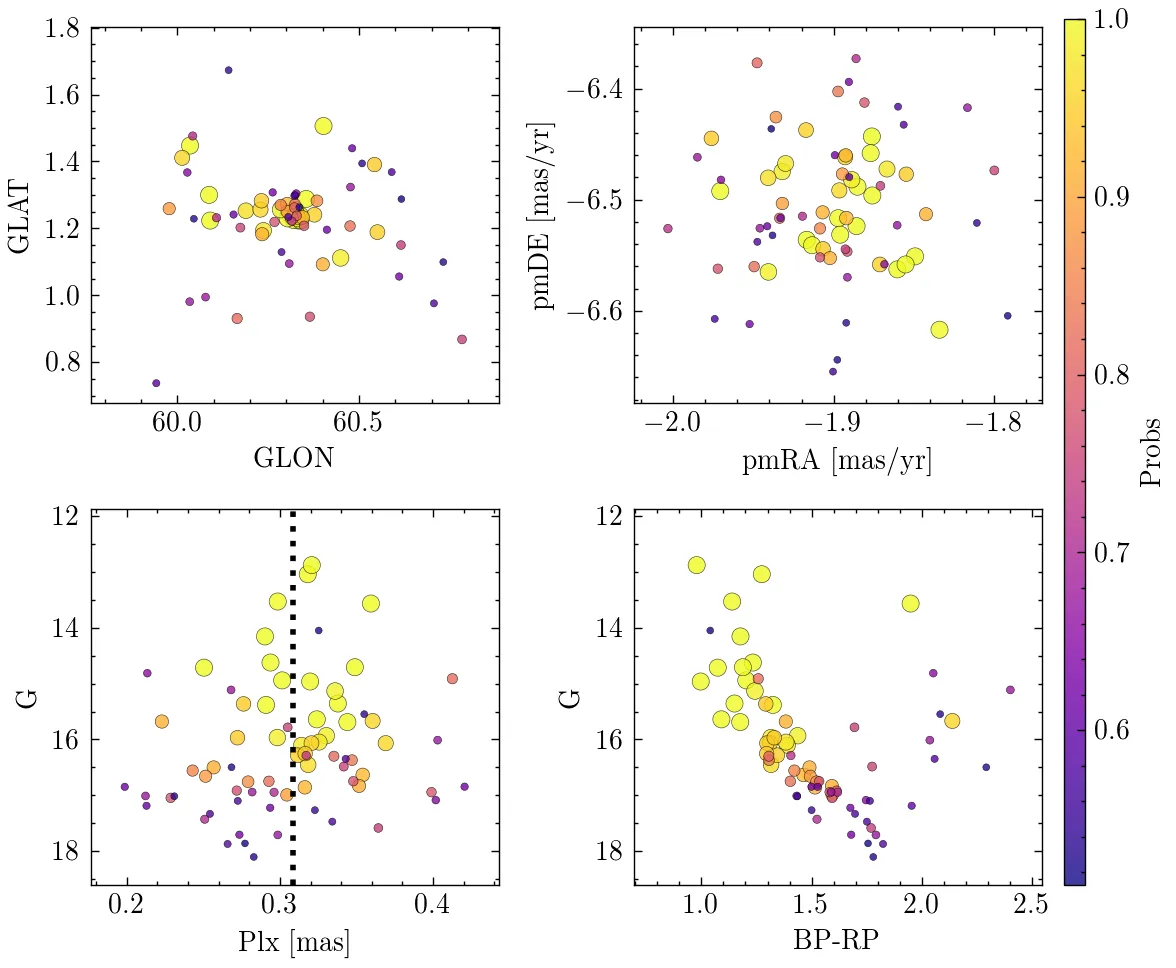 1.8
1.6
1.4
1.2
1.0
0.8
GLAT
60.0 60.5
GLON
−6.4
−6.5
−6.6
pmDE [mas/yr]
−2.0 −1.9 −1.8
pmRA [mas/yr]
12
14
16
18
G
0.2 0.3 0.4
Plx [mas]
12
14
16
18
G
1.0 1.5 2.0 2.5
BP-RP
1.0
0.9
0.8
0.7
0.6
Probs